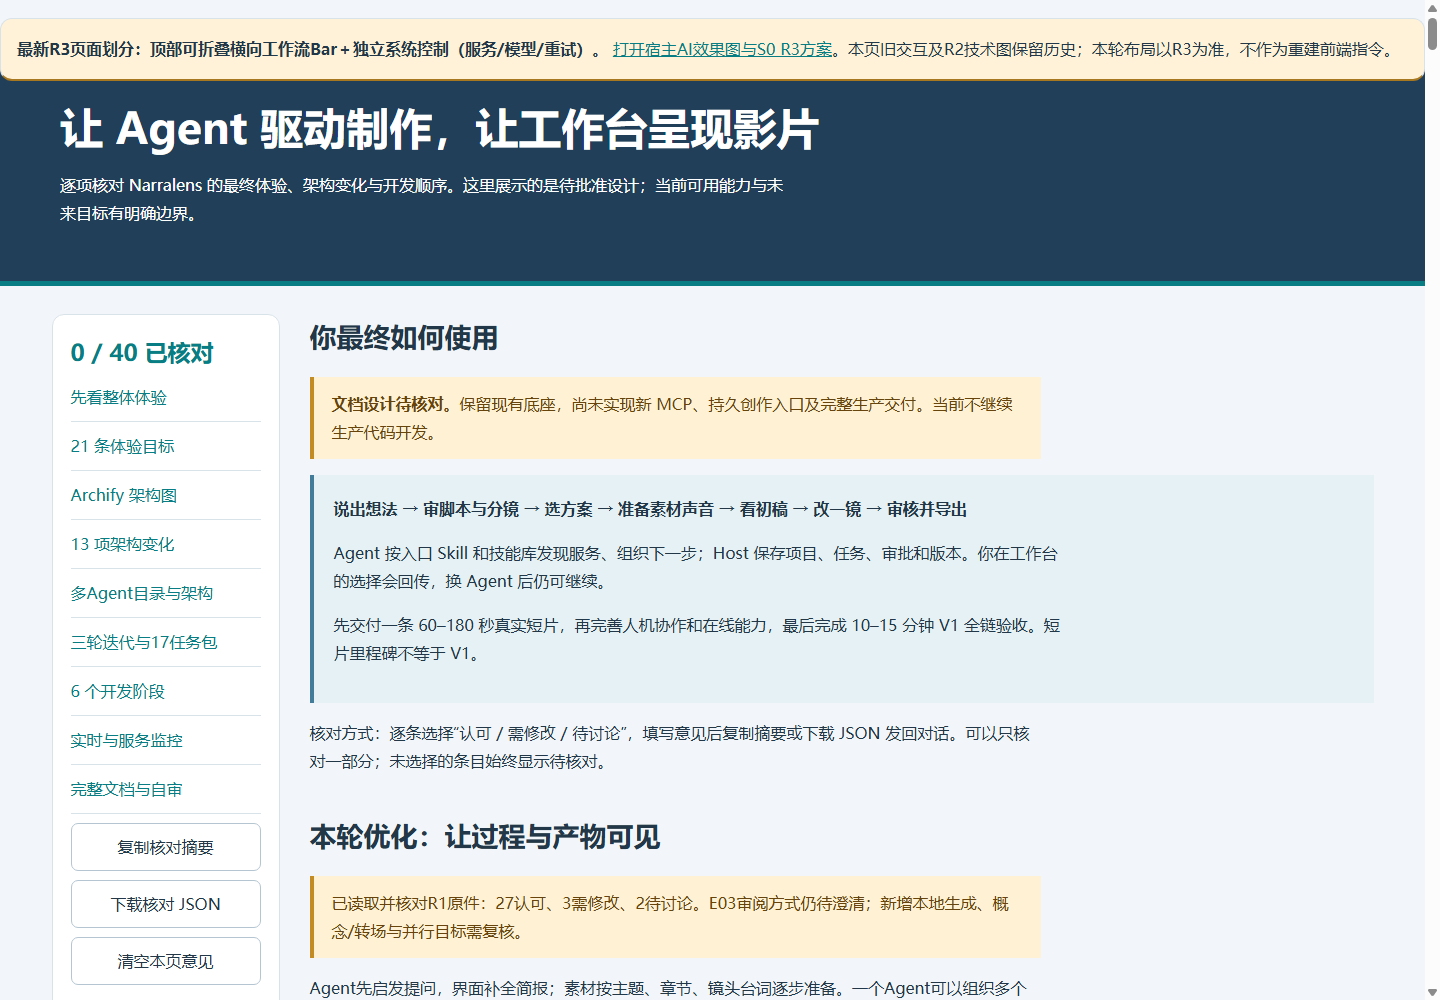 最新R3页面划分：顶部可折叠横向工作流Bar＋独立系统控制（服务/模型/重试）。 打开宿主AI效果图与S0 R3方案。本页旧交互及R2技术图保留历史；本轮布局以R3为准，不作为重建前端指令。
让 Agent 驱动制作，让工作台呈现影片
逐项核对 Narralens 的最终体验、架构变化与开发顺序。这里展示的是待批准设计；当前可用能力与未
来目标有明确边界。
0 / 40 已核对
先看整体体验
21 条体验目标
Archify 架构图
13 项架构变化
多Agent目录与架构
三轮迭代与17任务包
6 个开发阶段
实时与服务监控
完整文档与自审
复制核对摘要
下载核对 JSON
清空本页意见
你最终如何使用
文档设计待核对。保留现有底座，尚未实现新 MCP、持久创作入口及完整生产交付。当前不继续
生产代码开发。
说出想法 → 审脚本与分镜 → 选方案 → 准备素材声音 → 看初稿 → 改一镜 → 审核并导出
Agent 按入口 Skill 和技能库发现服务、组织下一步；Host 保存项目、任务、审批和版本。你在工作台
的选择会回传，换 Agent 后仍可继续。
先交付一条 60–180 秒真实短片，再完善人机协作和在线能力，最后完成 10–15 分钟 V1 全链验收。短
片里程碑不等于 V1。
核对方式：逐条选择“认可 / 需修改 / 待讨论”，填写意见后复制摘要或下载 JSON 发回对话。可以只核
对一部分；未选择的条目始终显示待核对。
本轮优化：让过程与产物可见
已读取并核对R1原件：27认可、3需修改、2待讨论。E03审阅方式仍待澄清；新增本地生成、概
念/转场与并行目标需复核。
Agent先启发提问，界面补全简报；素材按主题、章节、镜头台词逐步准备。一个Agent可以组织多个